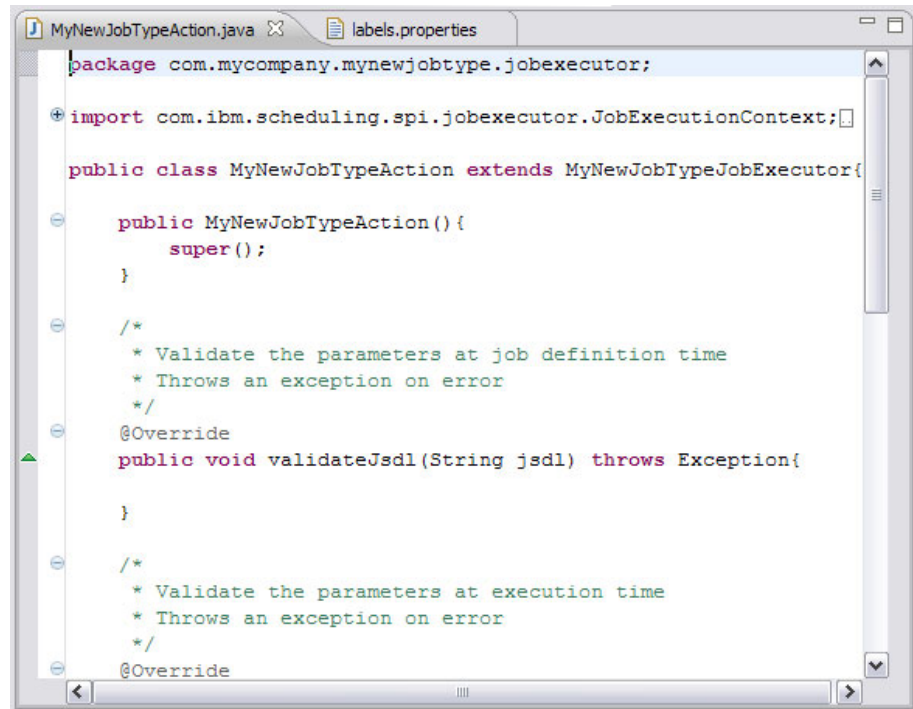 MyNewJobTypeAction.java labels.properties
package com.mycompany.mynewjobtype.jobexecutor;
import com.ibm.scheduling.spi.jobexecutor.JobExecutionContext;
public class MyNewJobTypeAction extends MyNewJobTypeJobExecutor{
public MyNewJobTypeAction(){
super();
}
/*
* Validate the parameters at job definition time
* Throws an exception on error
*/
@Override
public void validateJsdl(String jsdl) throws Exception{
}
/*
* Validate the parameters at execution time
* Throws an exception on error
*/
@Override